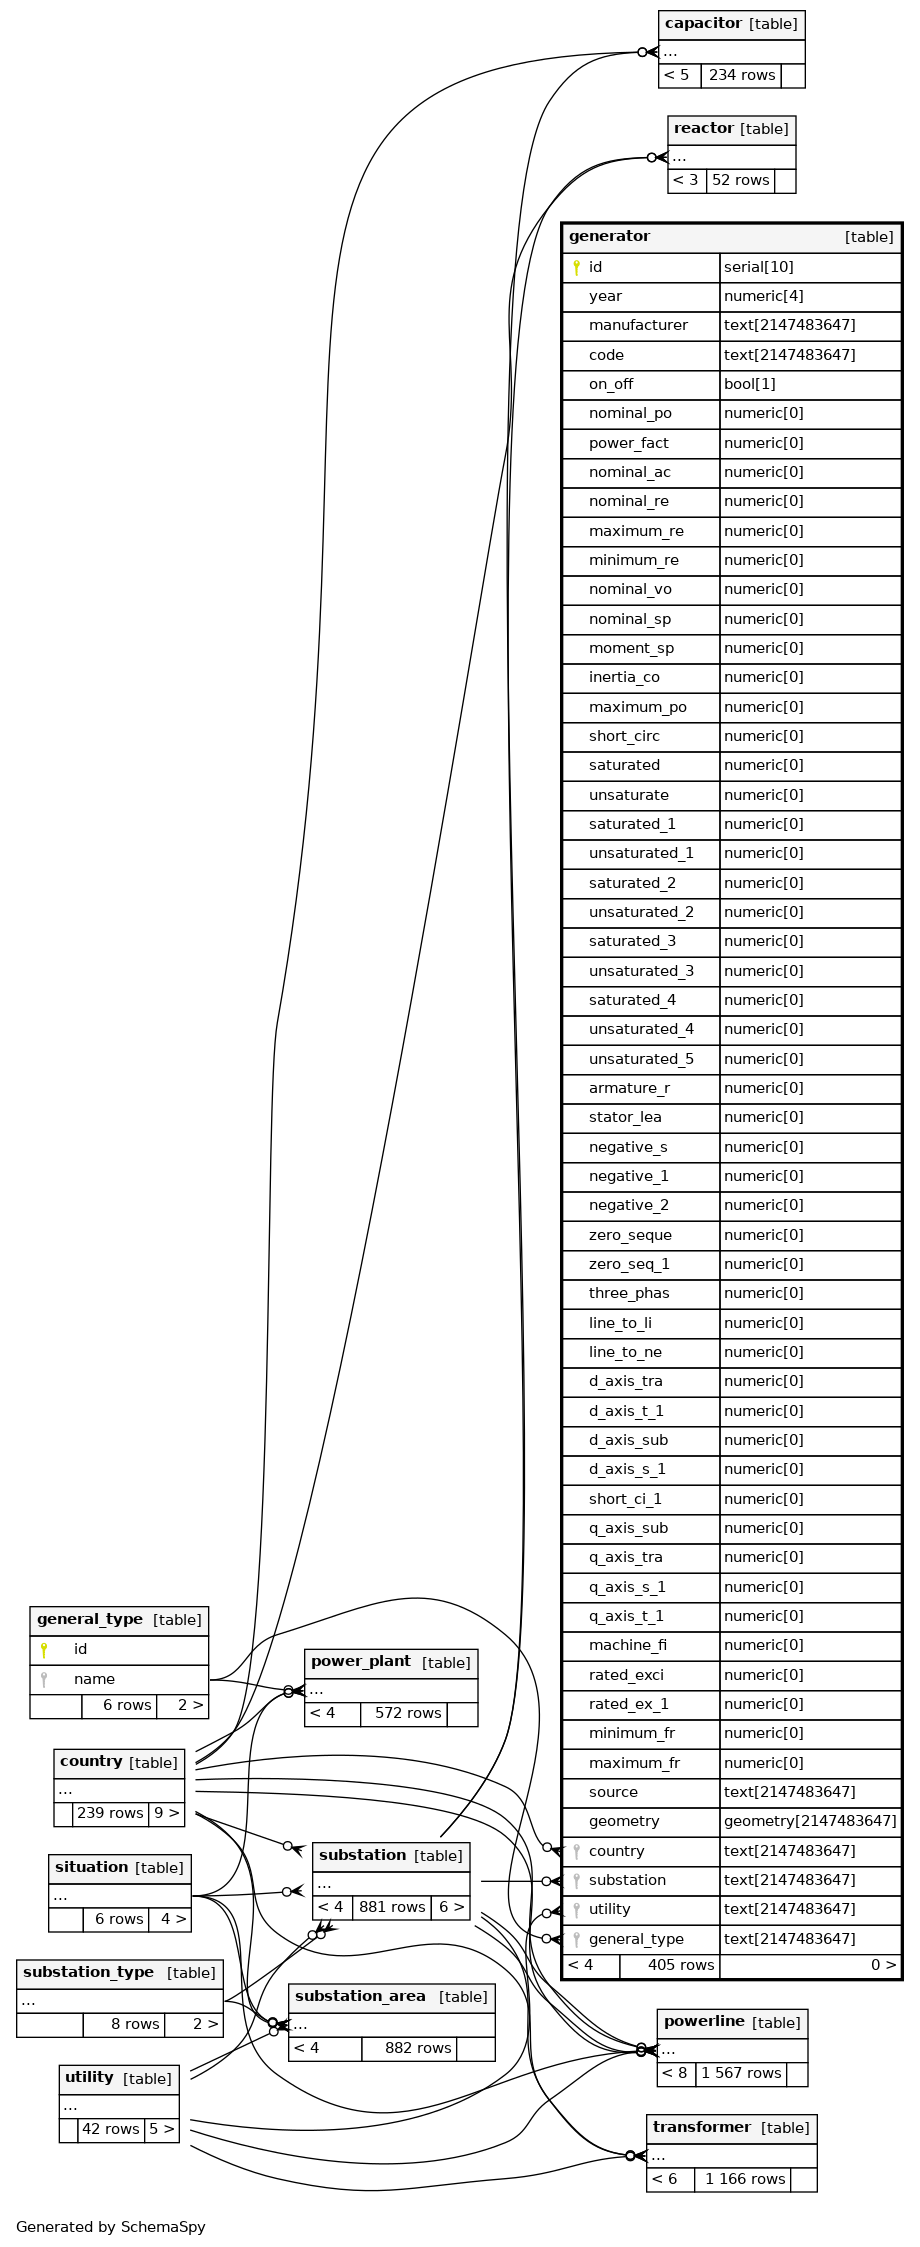 capacitor [table]
...
< 5 234 rows
reactor [table]
...
< 3 52 rows
generator [table]
id serial[10]
year numeric[4]
manufacturer text[2147483647]
code text[2147483647]
on_off bool[1]
nominal_po numeric[0]
power_fact numeric[0]
nominal_ac numeric[0]
nominal_re numeric[0]
maximum_re numeric[0]
minimum_re numeric[0]
nominal_vo numeric[0]
nominal_sp numeric[0]
moment_sp numeric[0]
inertia_co numeric[0]
maximum_po numeric[0]
short_circ numeric[0]
saturated numeric[0]
unsaturate numeric[0]
saturated_1 numeric[0]
unsaturated_1 numeric[0]
saturated_2 numeric[0]
unsaturated_2 numeric[0]
saturated_3 numeric[0]
unsaturated_3 numeric[0]
saturated_4 numeric[0]
unsaturated_4 numeric[0]
unsaturated_5 numeric[0]
armature_r numeric[0]
stator_lea numeric[0]
negative_s numeric[0]
negative_1 numeric[0]
negative_2 numeric[0]
zero_seque numeric[0]
zero_seq_1 numeric[0]
three_phas numeric[0]
line_to_li numeric[0]
line_to_ne numeric[0]
d_axis_tra numeric[0]
d_axis_t_1 numeric[0]
d_axis_sub numeric[0]
d_axis_s_1 numeric[0]
short_ci_1 numeric[0]
q_axis_sub numeric[0]
q_axis_tra numeric[0]
q_axis_s_1 numeric[0]
q_axis_t_1 numeric[0]
machine_fi numeric[0]
rated_exci numeric[0]
rated_ex_1 numeric[0]
minimum_fr numeric[0]
maximum_fr numeric[0]
source text[2147483647]
geometry geometry[2147483647]
country text[2147483647]
substation text[2147483647]
utility text[2147483647]
general_type text[2147483647]
< 4 405 rows 0 >
general_type [table]
id
name
6 rows 2 >
power_plant [table]
...
< 4 572 rows
country [table]
...
239 rows 9 >
substation [table]
...
< 4 881 rows 6 >
situation [table]
...
6 rows 4 >
substation_type [table]
...
8 rows 2 >
substation_area [table]
...
< 4 882 rows
utility [table]
...
42 rows 5 >
powerline [table]
...
< 8 1 567 rows
transformer [table]
...
< 6 1 166 rows
Generated by SchemaSpy